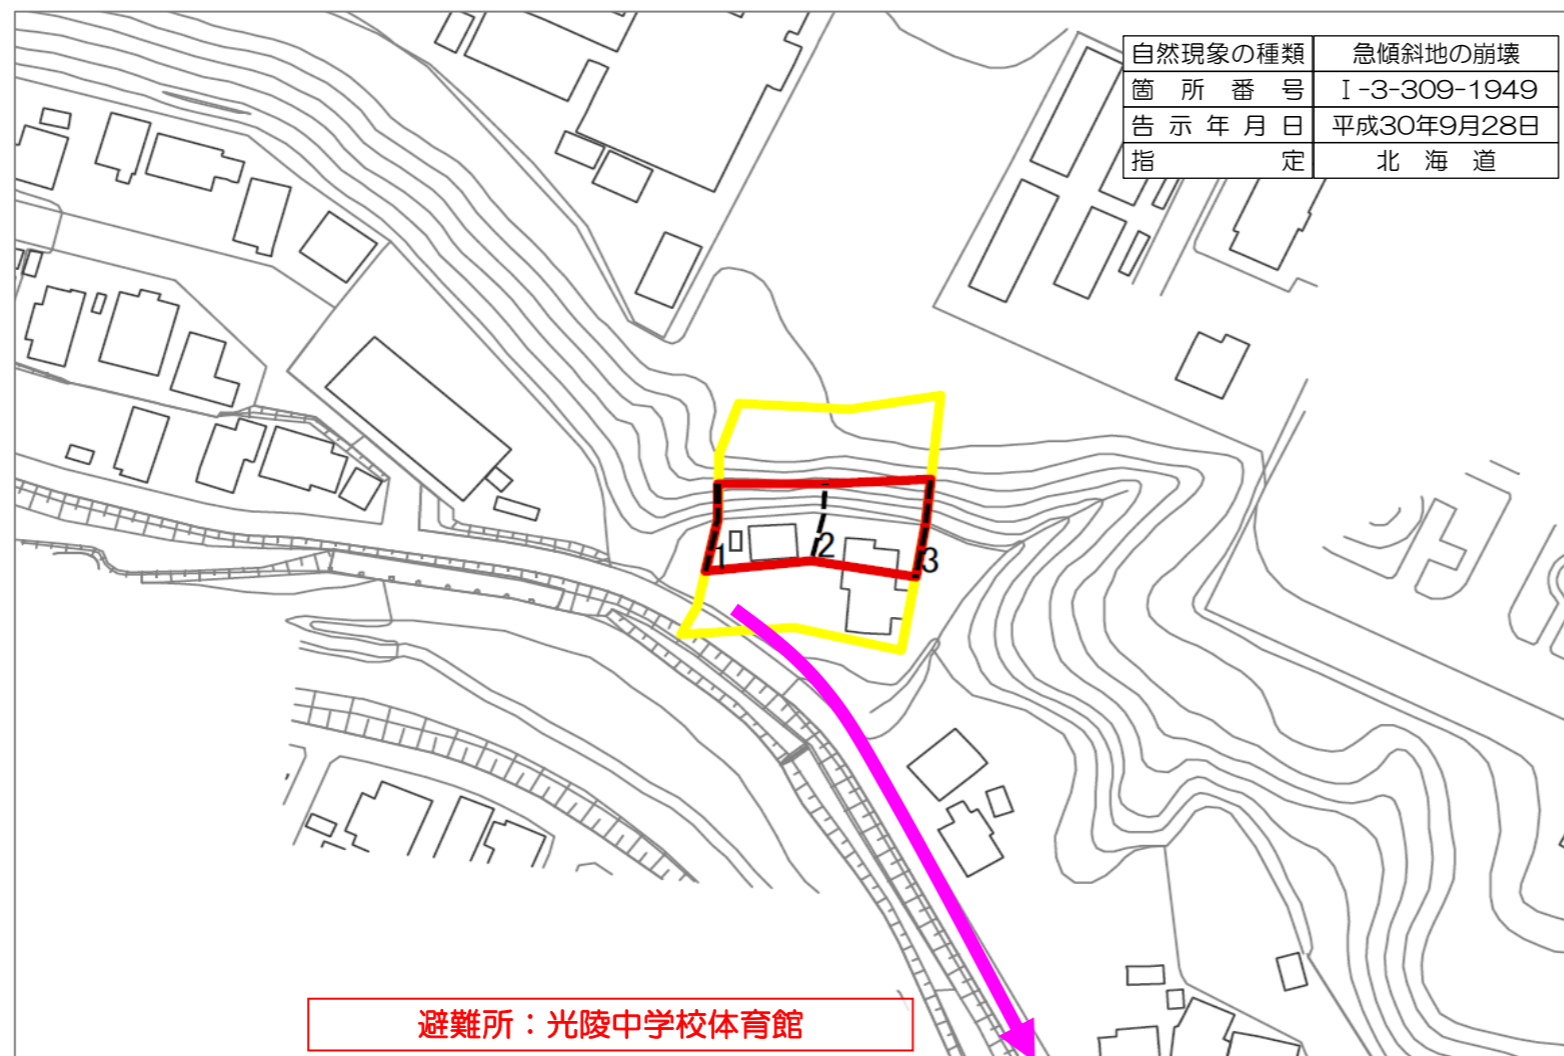 自然現象の種類 急傾斜地の崩壊
箇所番号 Ⅰ-3-309-1949
告示年月日 平成30年9月28日
指定 北海道
1 2 3
避難所：光陵中学校体育館